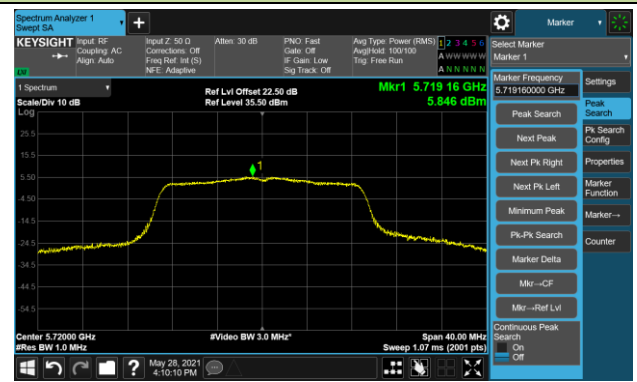 Spectrum Analyzer 1
Swept SA
Marker
KEYSIGHT
Input: RF
Coupling: AC
Align: Auto
Input Z: 50 Ω
Corrections: Off
Freq Ref: Int (S)
NFE: Adaptive
Atten: 30 dB
PNO: Fast
Gate: Off
IF Gain: Low
Sig Track: Off
Avg Type: Power (RMS)
Avg|Hold: 100/100
Trig: Free Run
1 2 3 4 5 6
A W W W W W
A N N N N N
LXI
Select Marker
Marker 1
1 Spectrum
Scale/Div 10 dB
Log
Ref Lvl Offset 22.50 dB
Ref Level 35.50 dBm
Mkr1 5.719 16 GHz
5.846 dBm
25.5
15.5
5.50
-4.50
-14.5
-24.5
-34.5
-44.5
-54.5
1
Center 5.72000 GHz
#Res BW 1.0 MHz
#Video BW 3.0 MHz*
Span 40.00 MHz
Sweep 1.07 ms (2001 pts)
Marker Frequency
5.719160000 GHz
Peak Search
Next Peak
Next Pk Right
Next Pk Left
Minimum Peak
Pk-Pk Search
Marker Delta
Mkr→CF
Mkr→Ref Lvl
Continuous Peak
Search
On
Off
Settings
Peak
Search
Pk Search
Config
Properties
Marker
Function
Marker→
Counter
May 28, 2021
4:10:10 PM